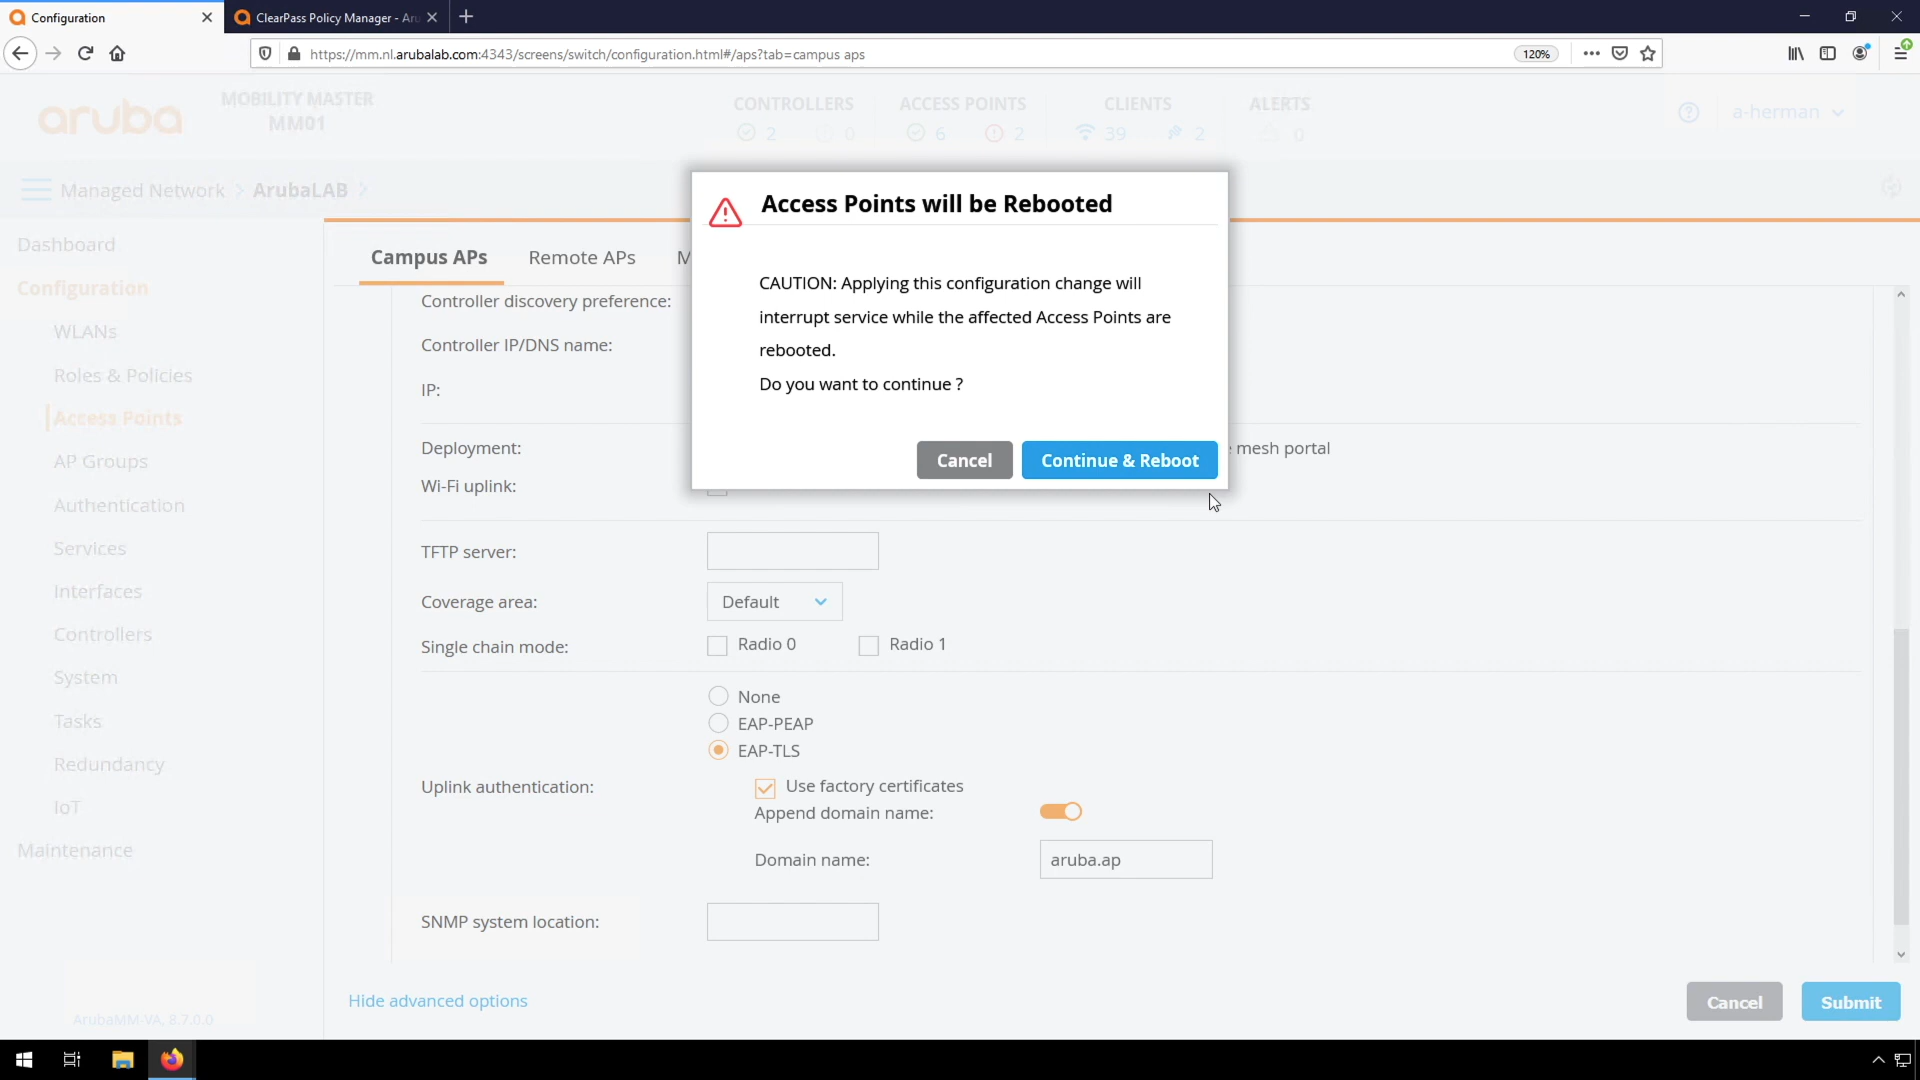 Configuration
ClearPass Policy Manager - Aru
https://mm.nl.arubalab.com:4343/screens/switch/configuration.html#/aps?tab=campus aps
120%
aruba
MOBILITY MASTER
MM01
CONTROLLERS
2 0
ACCESS POINTS
6 2
CLIENTS
39 2
ALERTS
0
a-herman
Managed Network > ArubaLAB >
Dashboard
Configuration
WLANs
Roles & Policies
Access Points
AP Groups
Authentication
Services
Interfaces
Controllers
System
Tasks
Redundancy
IoT
Maintenance
ArubaMM-VA, 8.7.0.0
Campus APs Remote APs M
Access Points will be Rebooted
CAUTION: Applying this configuration change will
interrupt service while the affected Access Points are
rebooted.
Do you want to continue ?
Cancel Continue & Reboot
Controller discovery preference:
Controller IP/DNS name:
IP:
Deployment: mesh portal
Wi-Fi uplink:
TFTP server:
Coverage area: Default
Single chain mode: Radio 0 Radio 1
None
EAP-PEAP
EAP-TLS
Uplink authentication: Use factory certificates
Append domain name:
Domain name: aruba.ap
SNMP system location:
Hide advanced options
Cancel Submit